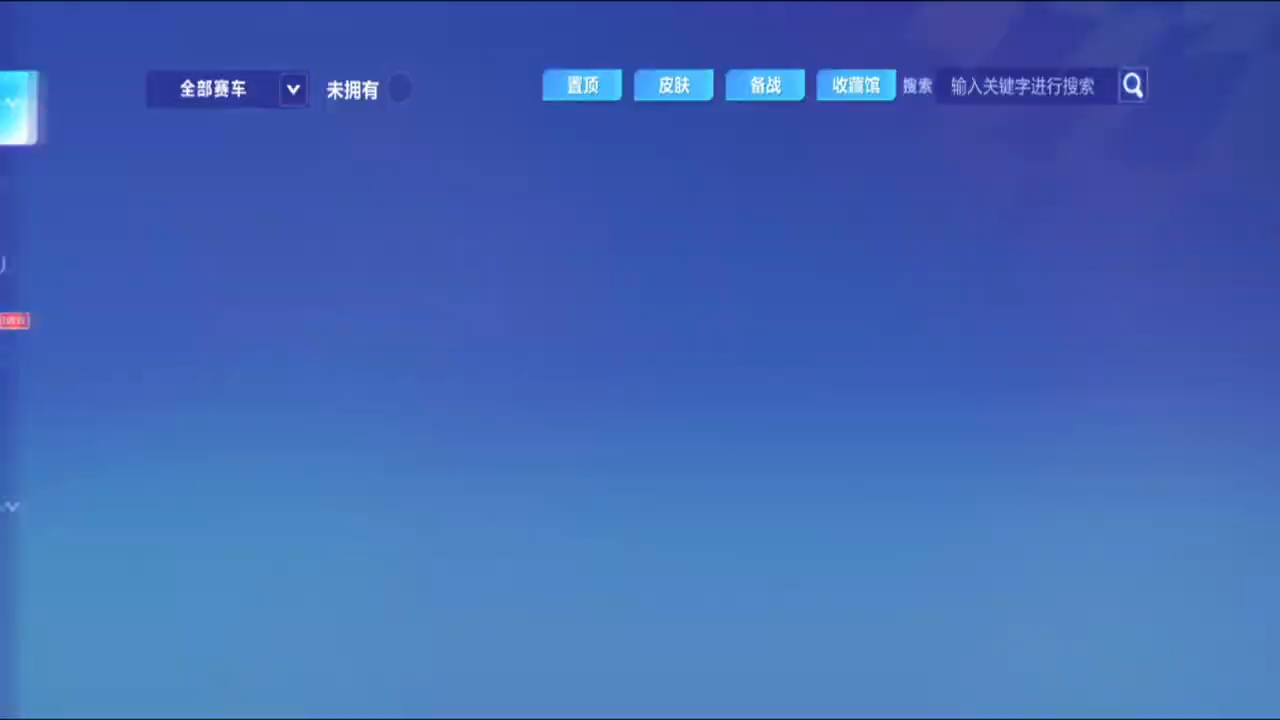 全部赛车
未拥有
置顶
皮肤
备战
收藏馆
搜索
输入关键字进行搜索